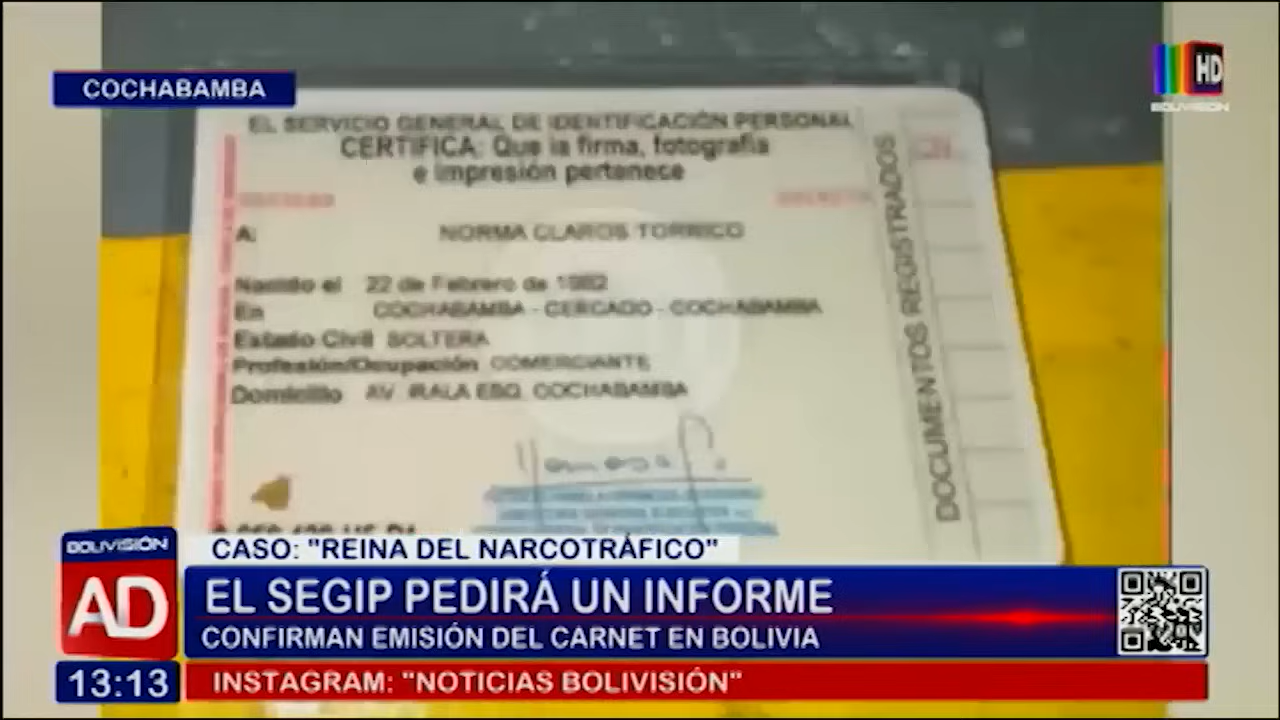 COCHABAMBA
HD
BOLIVISIÓN
EL SERVICIO GENERAL DE IDENTIFICACIÓN PERSONAL
CERTIFICA: Que la firma, fotografía
e impresión pertenece
A: NORMA CLAROS TORRICO
Nacido el 22 de Febrero de 1982
En COCHABAMBA - CERCADO - COCHABAMBA
Estado Civil SOLTERA
Profesión/Ocupación COMERCIANTE
Domicilio AV. IRALA ESQ. COCHABAMBA
DOCUMENTOS REGISTRADOS
BOLIVISIÓN
AD
CASO: "REINA DEL NARCOTRÁFICO"
EL SEGIP PEDIRÁ UN INFORME
CONFIRMAN EMISIÓN DEL CARNET EN BOLIVIA
13:13
INSTAGRAM: "NOTICIAS BOLIVISIÓN"